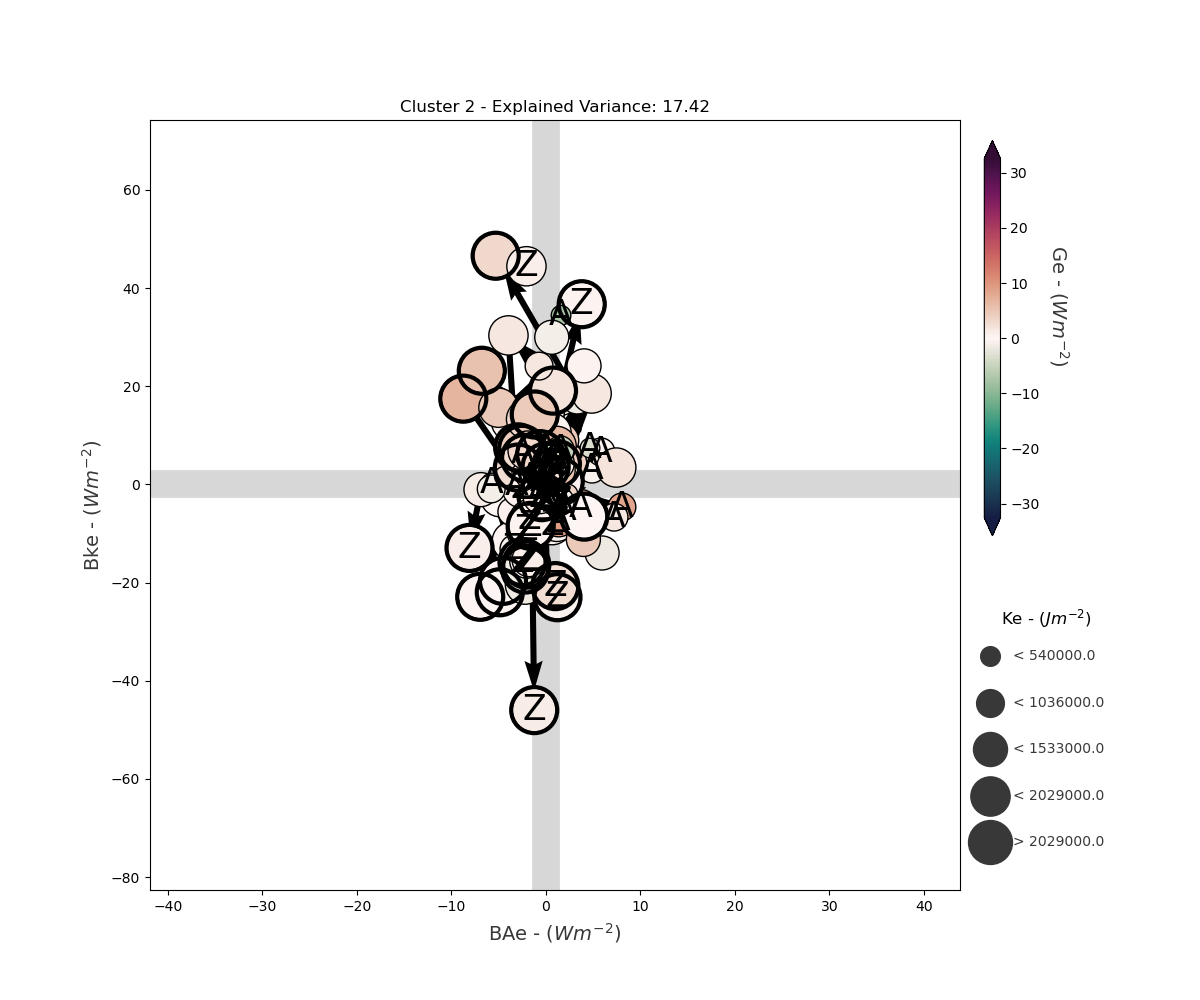 Cluster 2 - Explained Variance: 17.42
60
40
20
0
−20
−40
−60
−80
Bke - (Wm⁻²)
−40
−30
−20
−10
0
10
20
30
40
BAe - (Wm⁻²)
Z
Z
A
A
A
A
A
A
A
A
Z
Z
Z
Z
Z
30
20
10
0
−10
−20
−30
Ge - (Wm⁻²)
Ke - (Jm⁻²)
< 540000.0
< 1036000.0
< 1533000.0
< 2029000.0
> 2029000.0